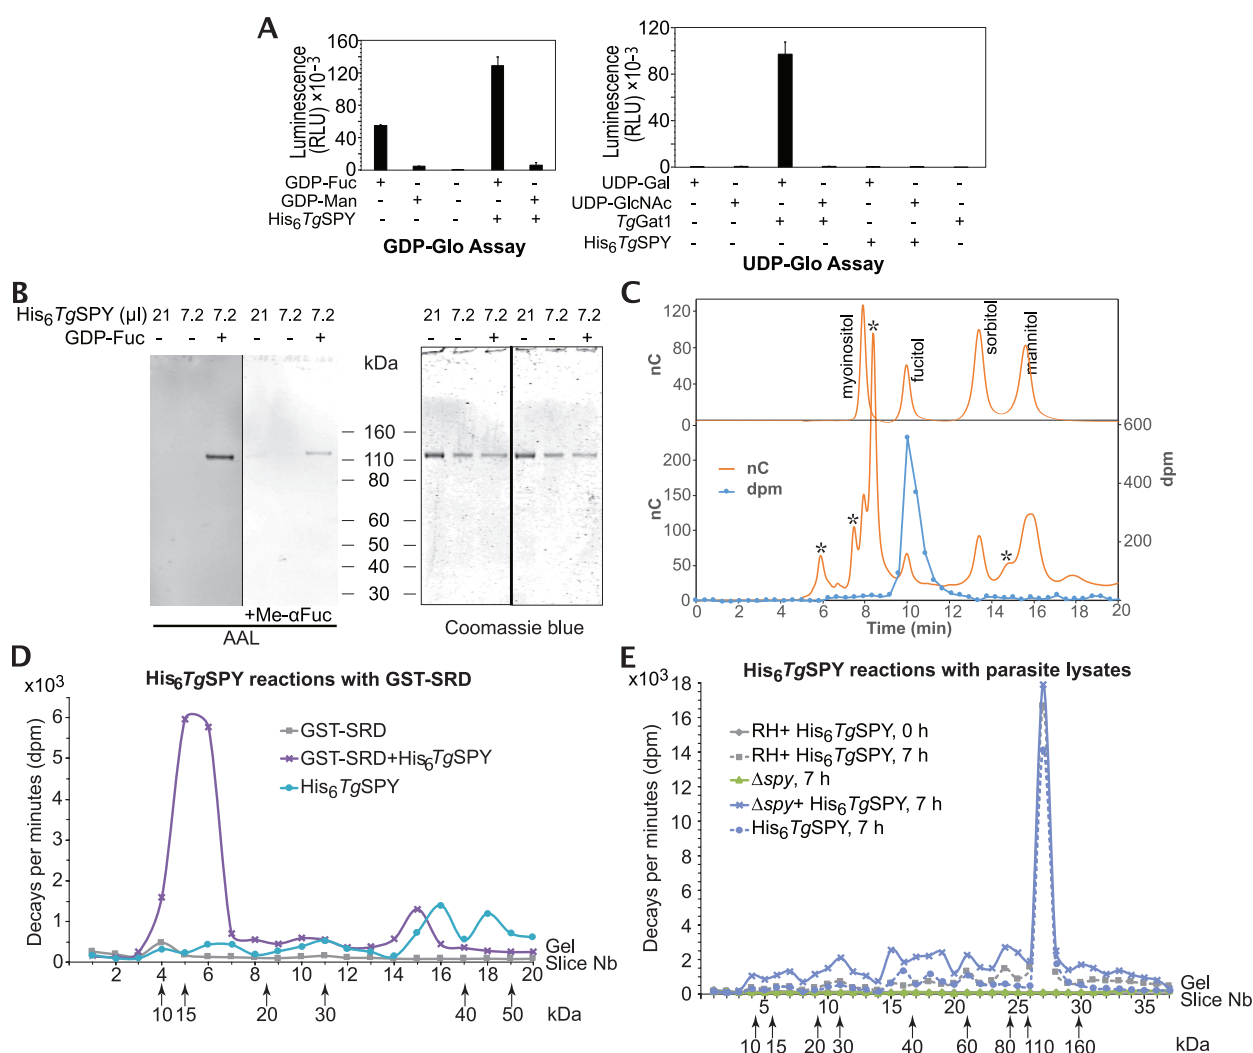 A
Luminescence
(RLU) ×10-3
160
120
80
40
0
GDP-Fuc + - - + -
GDP-Man - + - - +
His6TgSPY - - - + +
GDP-Glo Assay
Luminescence
(RLU) ×10-3
120
80
40
0
UDP-Gal + - + - + - -
UDP-GlcNAc - + - + - + -
TgGat1 - - + + - - +
His6TgSPY - - - - + + -
UDP-Glo Assay
B
His6TgSPY (µl) 21 7.2 7.2 21 7.2 7.2 21 7.2 7.2 21 7.2 7.2
GDP-Fuc - - + - - + - - + - - +
kDa
160
110
80
60
50
40
30
+Me-αFuc
AAL
Coomassie blue
C
120
80
40
0
nC
myoinositol
*
fucitol
sorbitol
mannitol
200
150
100
50
0
nC
nC
dpm
* * *
600
400
200
dpm
0 2 4 6 8 10 12 14 16 18 20
Time (min)
D
His6TgSPY reactions with GST-SRD
x10³
Decays per minutes (dpm)
6
5
4
3
2
1
0
GST-SRD
GST-SRD+His6TgSPY
His6TgSPY
2 4 6 8 10 12 14 16 18 20
Gel
Slice Nb
10 15 20 30 40 50 kDa
E
His6TgSPY reactions with parasite lysates
x10³
Decays per minutes (dpm)
18
16
14
12
10
8
6
4
2
0
RH+ His6TgSPY, 0 h
RH+ His6TgSPY, 7 h
Δspy, 7 h
Δspy+ His6TgSPY, 7 h
His6TgSPY, 7 h
5 10 15 20 25 30 35
Gel
Slice Nb
10 15 20 30 40 60 80 110 160 kDa